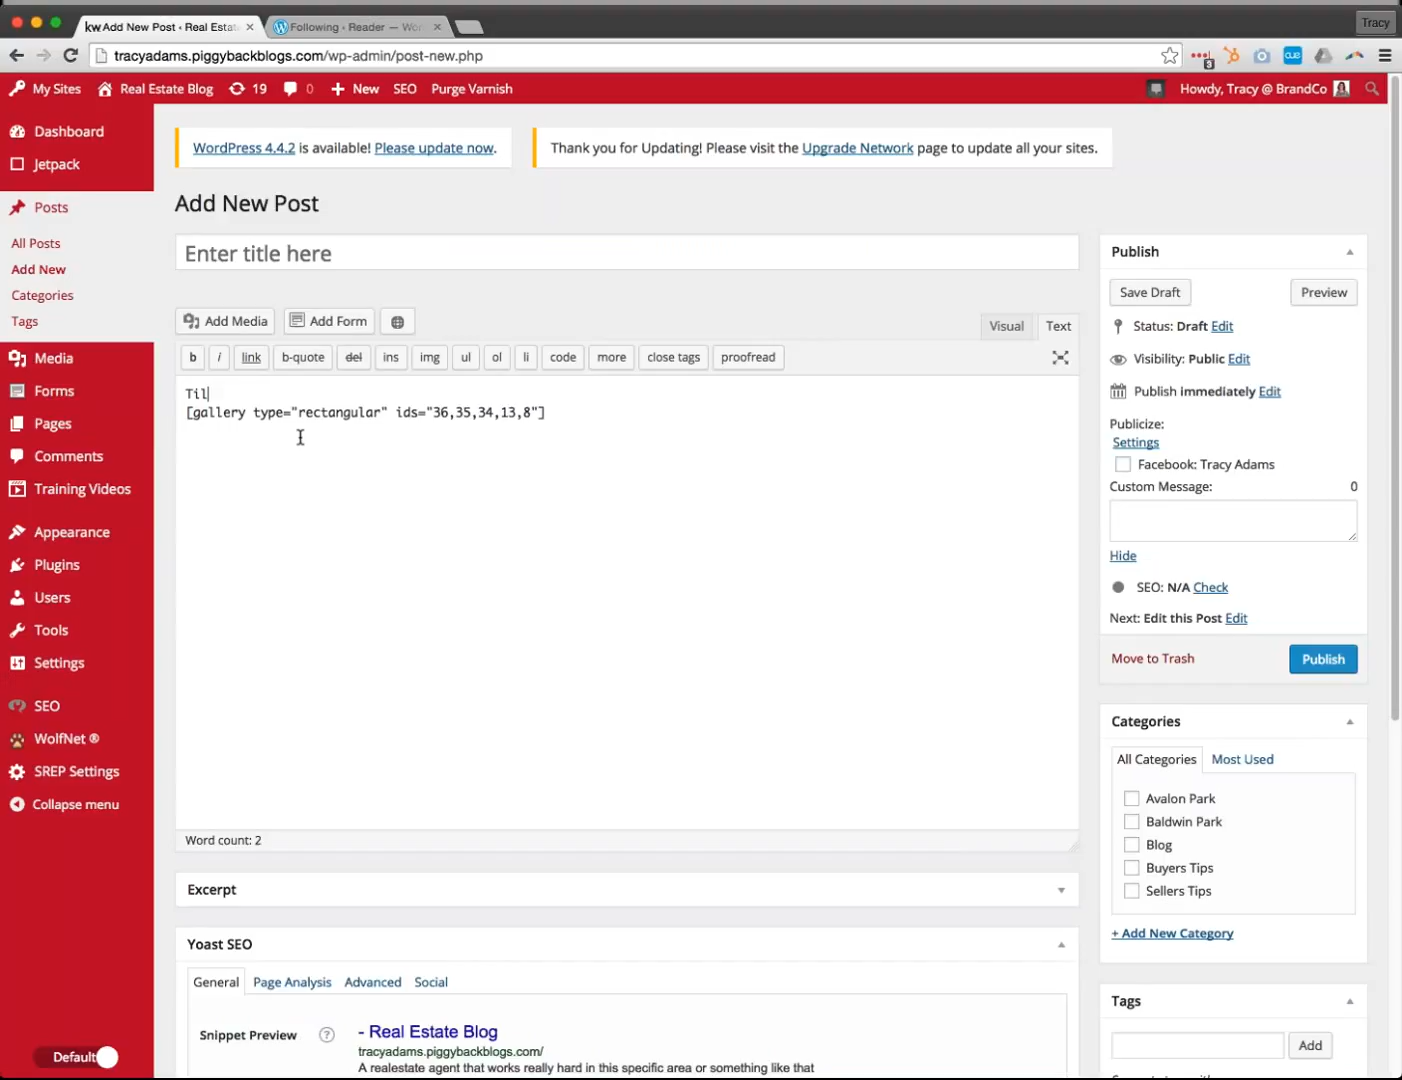 kw Add New Post ‹ Real Estat
Following ‹ Reader — Wo
Tracy
tracyadams.piggybackblogs.com/wp-admin/post-new.php
3
cue
My Sites
Real Estate Blog
19
0
New
SEO
Purge Varnish
Howdy, Tracy @ BrandCo
Dashboard
Jetpack
Posts
All Posts
Add New
Categories
Tags
Media
Forms
Pages
Comments
Training Videos
Appearance
Plugins
Users
Tools
Settings
SEO
WolfNet ®
SREP Settings
Collapse menu
Default
WordPress 4.4.2 is available! Please update now.
Thank you for Updating! Please visit the Upgrade Network page to update all your sites.
Add New Post
Enter title here
Add Media
Add Form
Visual
Text
b
i
link
b-quote
del
ins
img
ul
ol
li
code
more
close tags
proofread
Til
[gallery type="rectangular" ids="36,35,34,13,8"]
Word count: 2
Excerpt
Yoast SEO
General
Page Analysis
Advanced
Social
Snippet Preview
?
- Real Estate Blog
tracyadams.piggybackblogs.com/
A realestate agent that works really hard in this specific area or something like that
Publish
Save Draft
Preview
Status: Draft Edit
Visibility: Public Edit
Publish immediately Edit
Publicize:
Settings
Facebook: Tracy Adams
Custom Message:
0
Hide
SEO: N/A Check
Next: Edit this Post Edit
Move to Trash
Publish
Categories
All Categories
Most Used
Avalon Park
Baldwin Park
Blog
Buyers Tips
Sellers Tips
+ Add New Category
Tags
Add